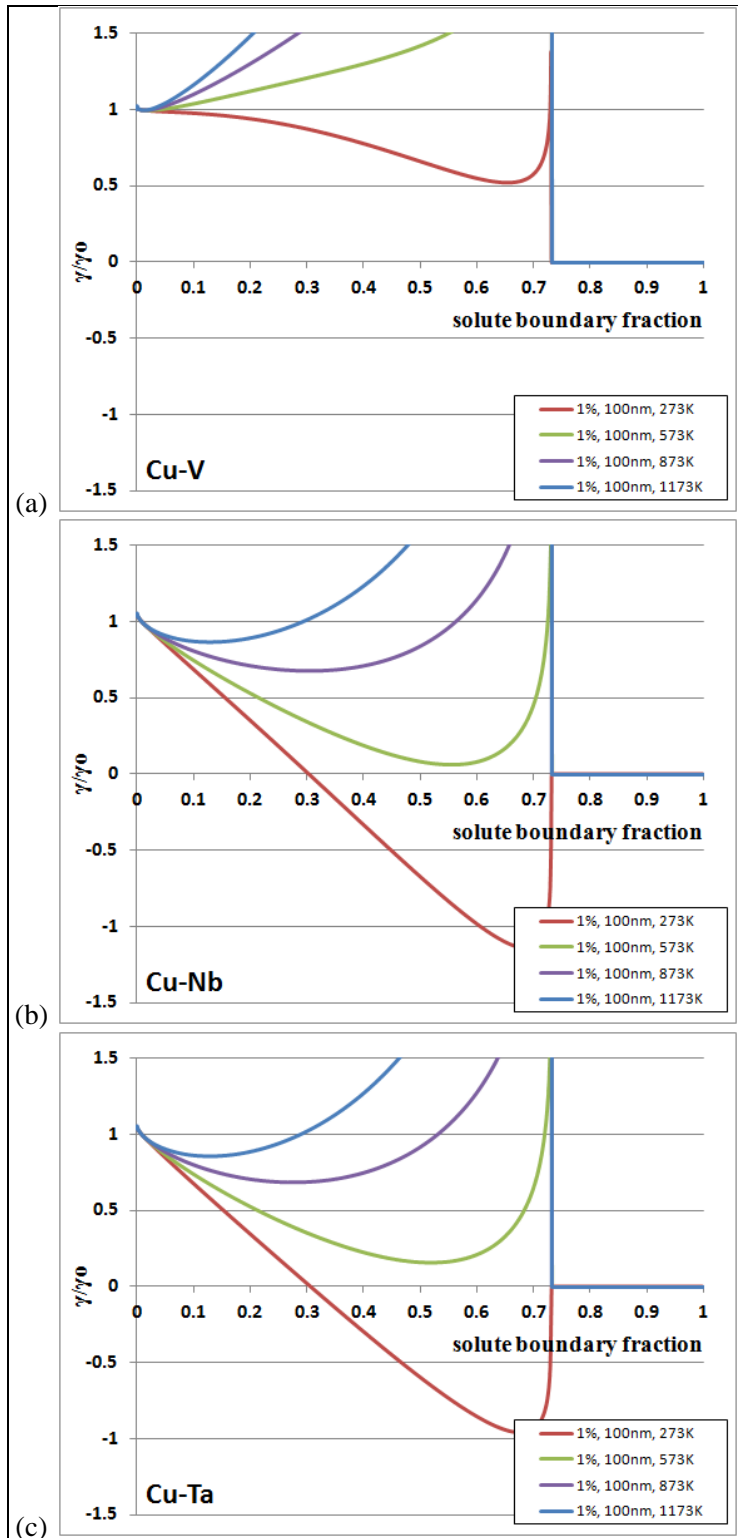 1.5
1
0.5
0
-0.5
-1
-1.5
γ/γo
0 0.1 0.2 0.3 0.4 0.5 0.6 0.7 0.8 0.9 1
solute boundary fraction
1%, 100nm, 273K
1%, 100nm, 573K
1%, 100nm, 873K
1%, 100nm, 1173K
Cu-V
(a)
1.5
1
0.5
0
-0.5
-1
-1.5
γ/γo
0 0.1 0.2 0.3 0.4 0.5 0.6 0.7 0.8 0.9 1
solute boundary fraction
1%, 100nm, 273K
1%, 100nm, 573K
1%, 100nm, 873K
1%, 100nm, 1173K
Cu-Nb
(b)
1.5
1
0.5
0
-0.5
-1
-1.5
γ/γo
0 0.1 0.2 0.3 0.4 0.5 0.6 0.7 0.8 0.9 1
solute boundary fraction
1%, 100nm, 273K
1%, 100nm, 573K
1%, 100nm, 873K
1%, 100nm, 1173K
Cu-Ta
(c)